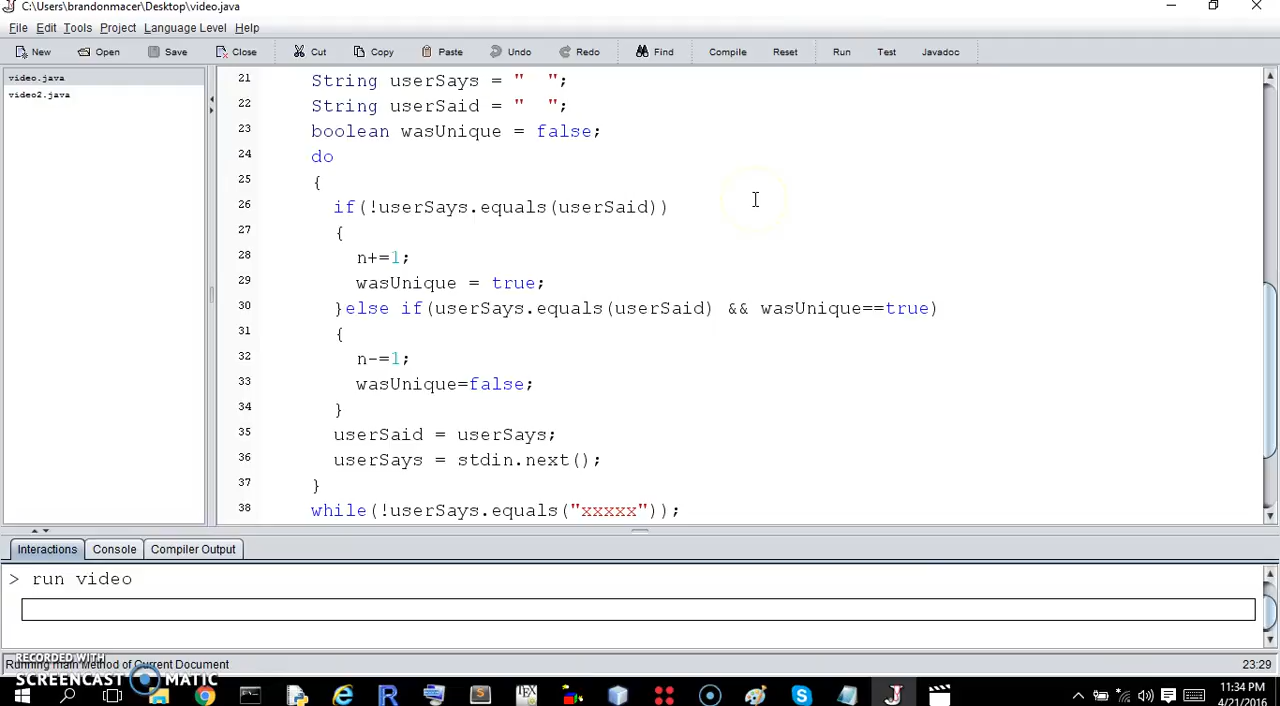 C:\Users\brandonmacer\Desktop\video.java
File Edit Tools Project Language Level Help
New Open Save Close Cut Copy Paste Undo Redo Find Compile Reset Run Test Javadoc
video.java
video2.java
21 String userSays = "  ";
22 String userSaid = "  ";
23 boolean wasUnique = false;
24 do
25 {
26 if(!userSays.equals(userSaid))
27 {
28 n+=1;
29 wasUnique = true;
30 }else if(userSays.equals(userSaid) && wasUnique==true)
31 {
32 n-=1;
33 wasUnique=false;
34 }
35 userSaid = userSays;
36 userSays = stdin.next();
37 }
38 while(!userSays.equals("xxxxx"));
Interactions Console Compiler Output
> run video
Running main Method of Current Document 23:29
RECORDED WITH
SCREENCAST MATIC
11:34 PM
4/21/2016